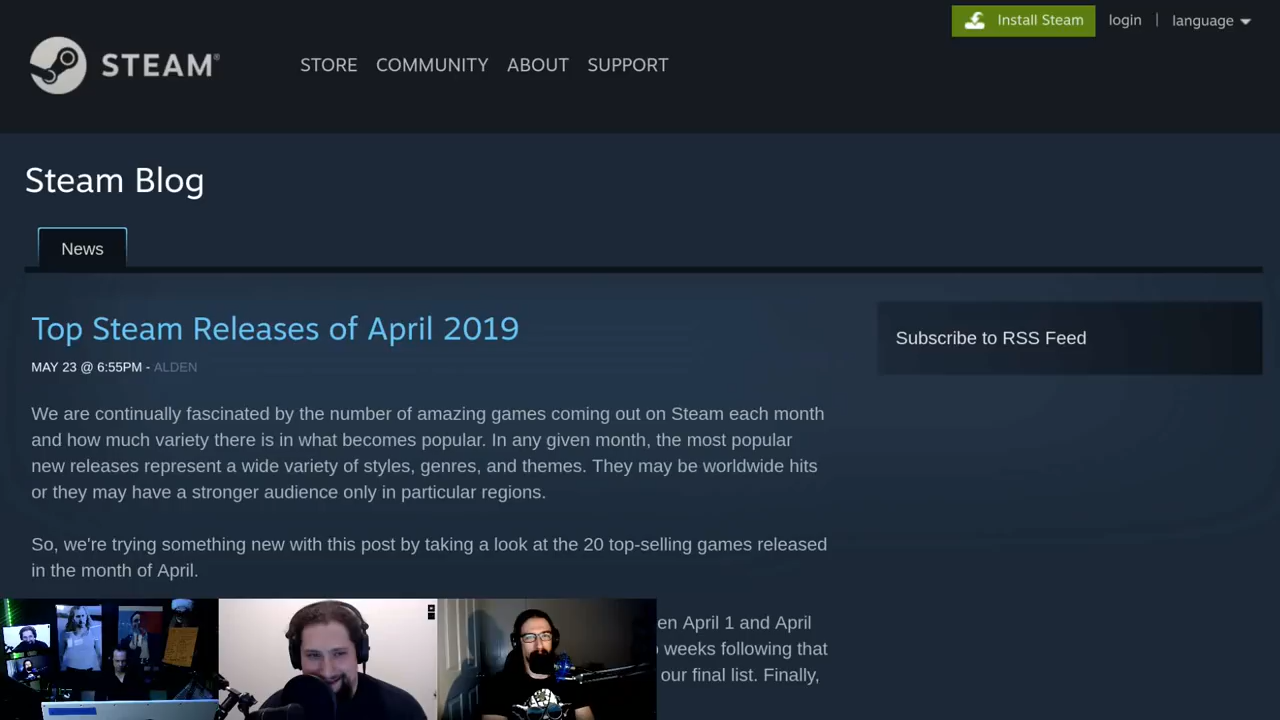 Install Steam
login
language
STEAM®
STORE
COMMUNITY
ABOUT
SUPPORT
Steam Blog
News
Top Steam Releases of April 2019
MAY 23 @ 6:55PM - ALDEN
Subscribe to RSS Feed
We are continually fascinated by the number of amazing games coming out on Steam each month
and how much variety there is in what becomes popular. In any given month, the most popular
new releases represent a wide variety of styles, genres, and themes. They may be worldwide hits
or they may have a stronger audience only in particular regions.
So, we're trying something new with this post by taking a look at the 20 top-selling games released
in the month of April.
en April 1 and April
weeks following that
our final list. Finally,